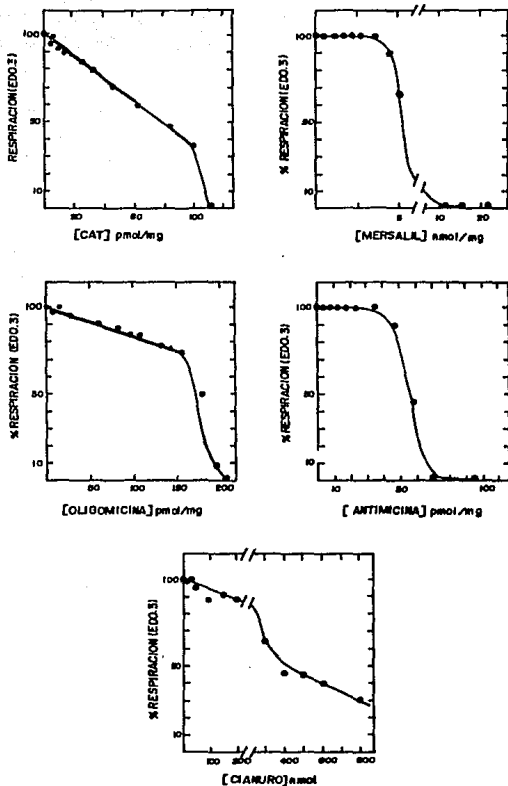 RESPIRACION(EDO.3)
100
50
10
20 60 100
[CAT] pmol/mg
% RESPIRACION (EDO.3)
100
50
10
5 10 20
[MERSALIL] nmol/mg
% RESPIRACION (EDO.3)
100
50
10
50 100 150 200
[OLIGOMICINA] pmol/mg
% RESPIRACION (EDO.3)
100
50
10
10 50 100
[ANTIMICINA] pmol/mg
% RESPIRACION (EDO.3)
100
50
10
100 200 400 600 800
[CIANURO] nmol